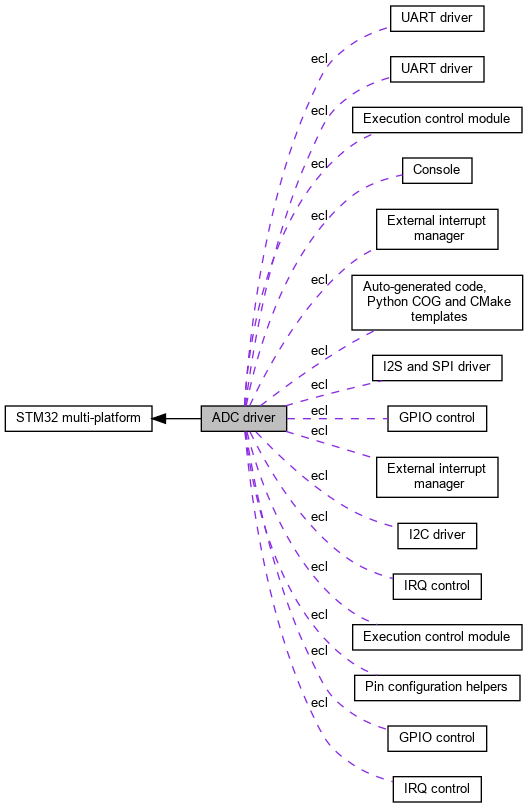 UART driver
ecl
UART driver
ecl
Execution control module
ecl
Console
ecl
External interrupt
manager
ecl
Auto-generated code,
Python COG and CMake
templates
ecl
I2S and SPI driver
ecl
STM32 multi-platform
ADC driver
ecl
GPIO control
ecl
External interrupt
manager
ecl
I2C driver
ecl
IRQ control
ecl
Execution control module
ecl
Pin configuration helpers
ecl
GPIO control
ecl
IRQ control